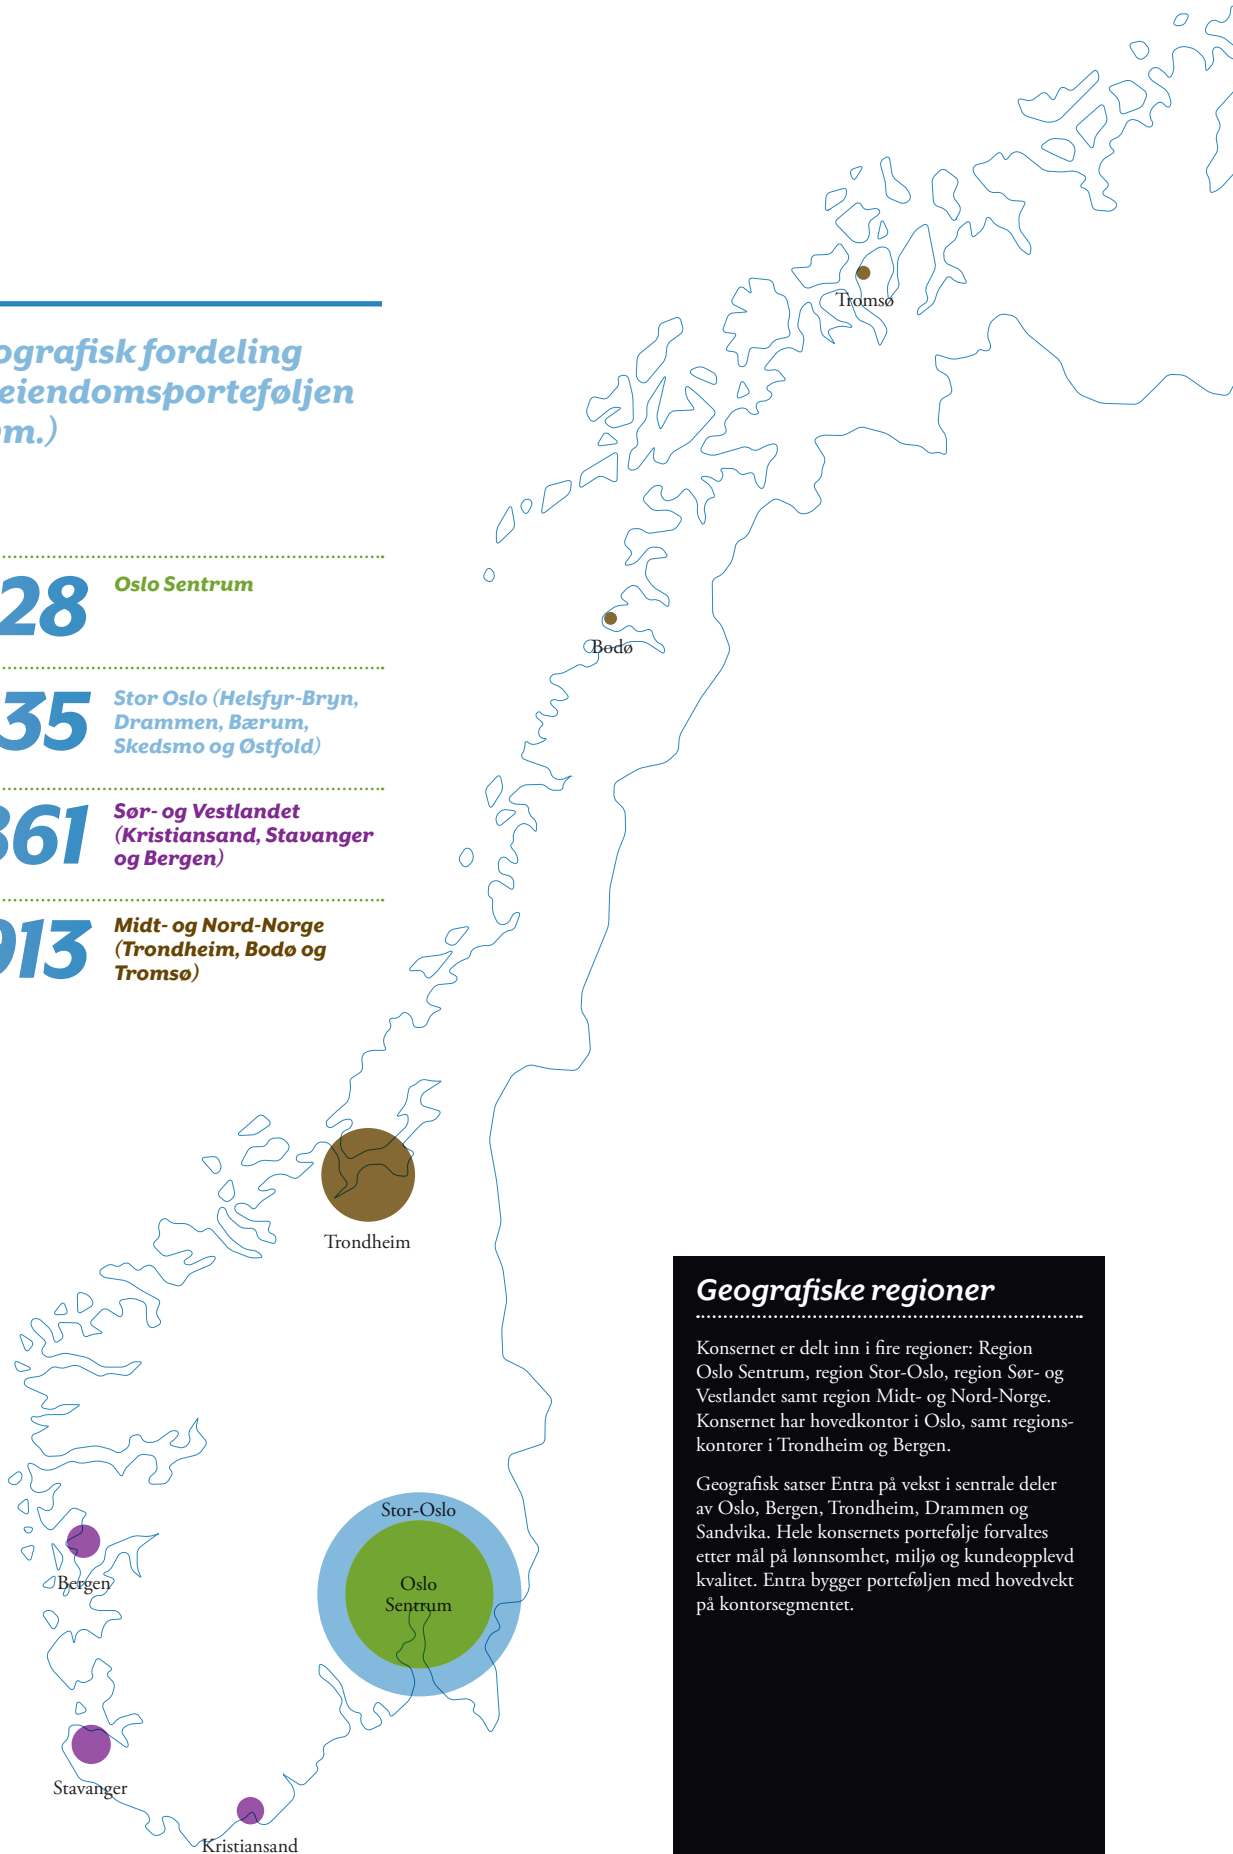 ografisk fordeling
eiendomsporteføljen
m.)
28
Oslo Sentrum
35
Stor Oslo (Helsfyr-Bryn,
Drammen, Bærum,
Skedsmo og Østfold)
361
Sør- og Vestlandet
(Kristiansand, Stavanger
og Bergen)
913
Midt- og Nord-Norge
(Trondheim, Bodø og
Tromsø)
Tromsø
Bodø
Trondheim
Stor-Oslo
Oslo
Sentrum
Bergen
Stavanger
Kristiansand
Geografiske regioner
Konsernet er delt inn i fire regioner: Region
Oslo Sentrum, region Stor-Oslo, region Sør- og
Vestlandet samt region Midt- og Nord-Norge.
Konsernet har hovedkontor i Oslo, samt regions-
kontorer i Trondheim og Bergen.
Geografisk satser Entra på vekst i sentrale deler
av Oslo, Bergen, Trondheim, Drammen og
Sandvika. Hele konsernets portefølje forvaltes
etter mål på lønnsomhet, miljø og kundeopplevd
kvalitet. Entra bygger porteføljen med hovedvekt
på kontorsegmentet.